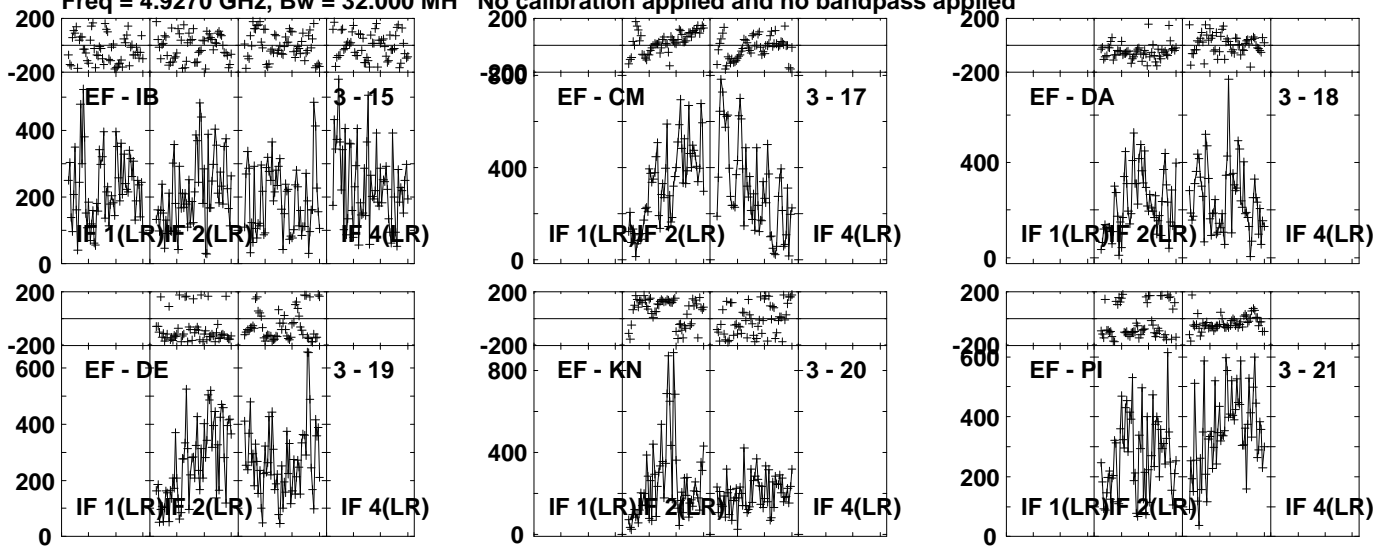 Freq = 4.9270 GHz, Bw = 32.000 MH No calibration applied and no bandpass applied
200 200 200
-200 -200 -200
800
EF - IB 3 - 15 EF - CM 3 - 17 EF - DA 3 - 18
400
400 400
200
IF 1(LR) IF 2(LR) IF 4(LR) IF 1(LR) IF 2(LR) IF 4(LR) IF 1(LR) IF 2(LR) IF 4(LR)
0 0 0
200 200 200
-200 -200 -200
600 600
EF - DE 3 - 19 EF - KN 3 - 20 EF - PI 3 - 21
800
400 400 400
200 200
IF 1(LR) IF 2(LR) IF 4(LR) IF 1(LR) IF 2(LR) IF 4(LR) IF 1(LR) IF 2(LR) IF 4(LR)
0 0 0